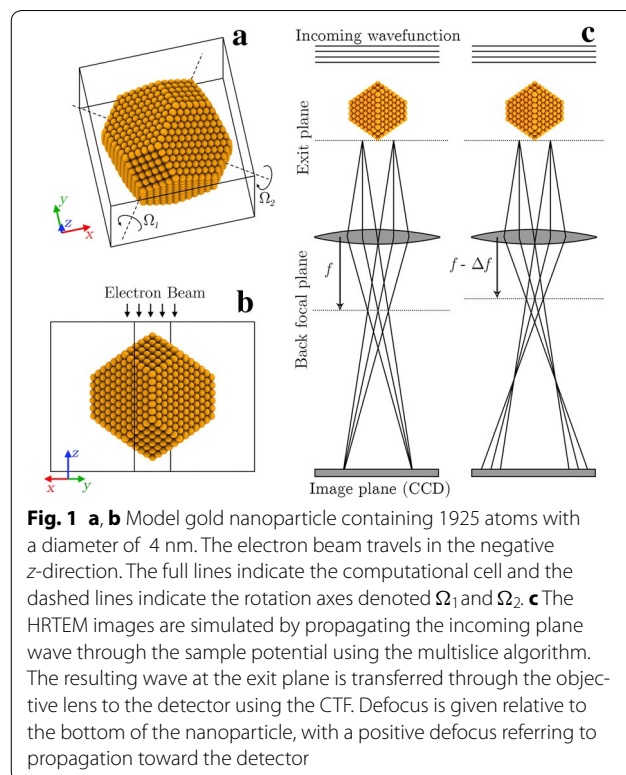 a
Ω₁
Ω₂
y
z
x
Electron Beam
b
z
x
y
Incoming wavefunction
c
Exit plane
f
f - Δf
Back focal plane
Image plane (CCD)
Fig. 1 a, b Model gold nanoparticle containing 1925 atoms with
a diameter of 4 nm. The electron beam travels in the negative
z-direction. The full lines indicate the computational cell and the
dashed lines indicate the rotation axes denoted Ω₁ and Ω₂. c The
HRTEM images are simulated by propagating the incoming plane
wave through the sample potential using the multislice algorithm.
The resulting wave at the exit plane is transferred through the objec-
tive lens to the detector using the CTF. Defocus is given relative to
the bottom of the nanoparticle, with a positive defocus referring to
propagation toward the detector